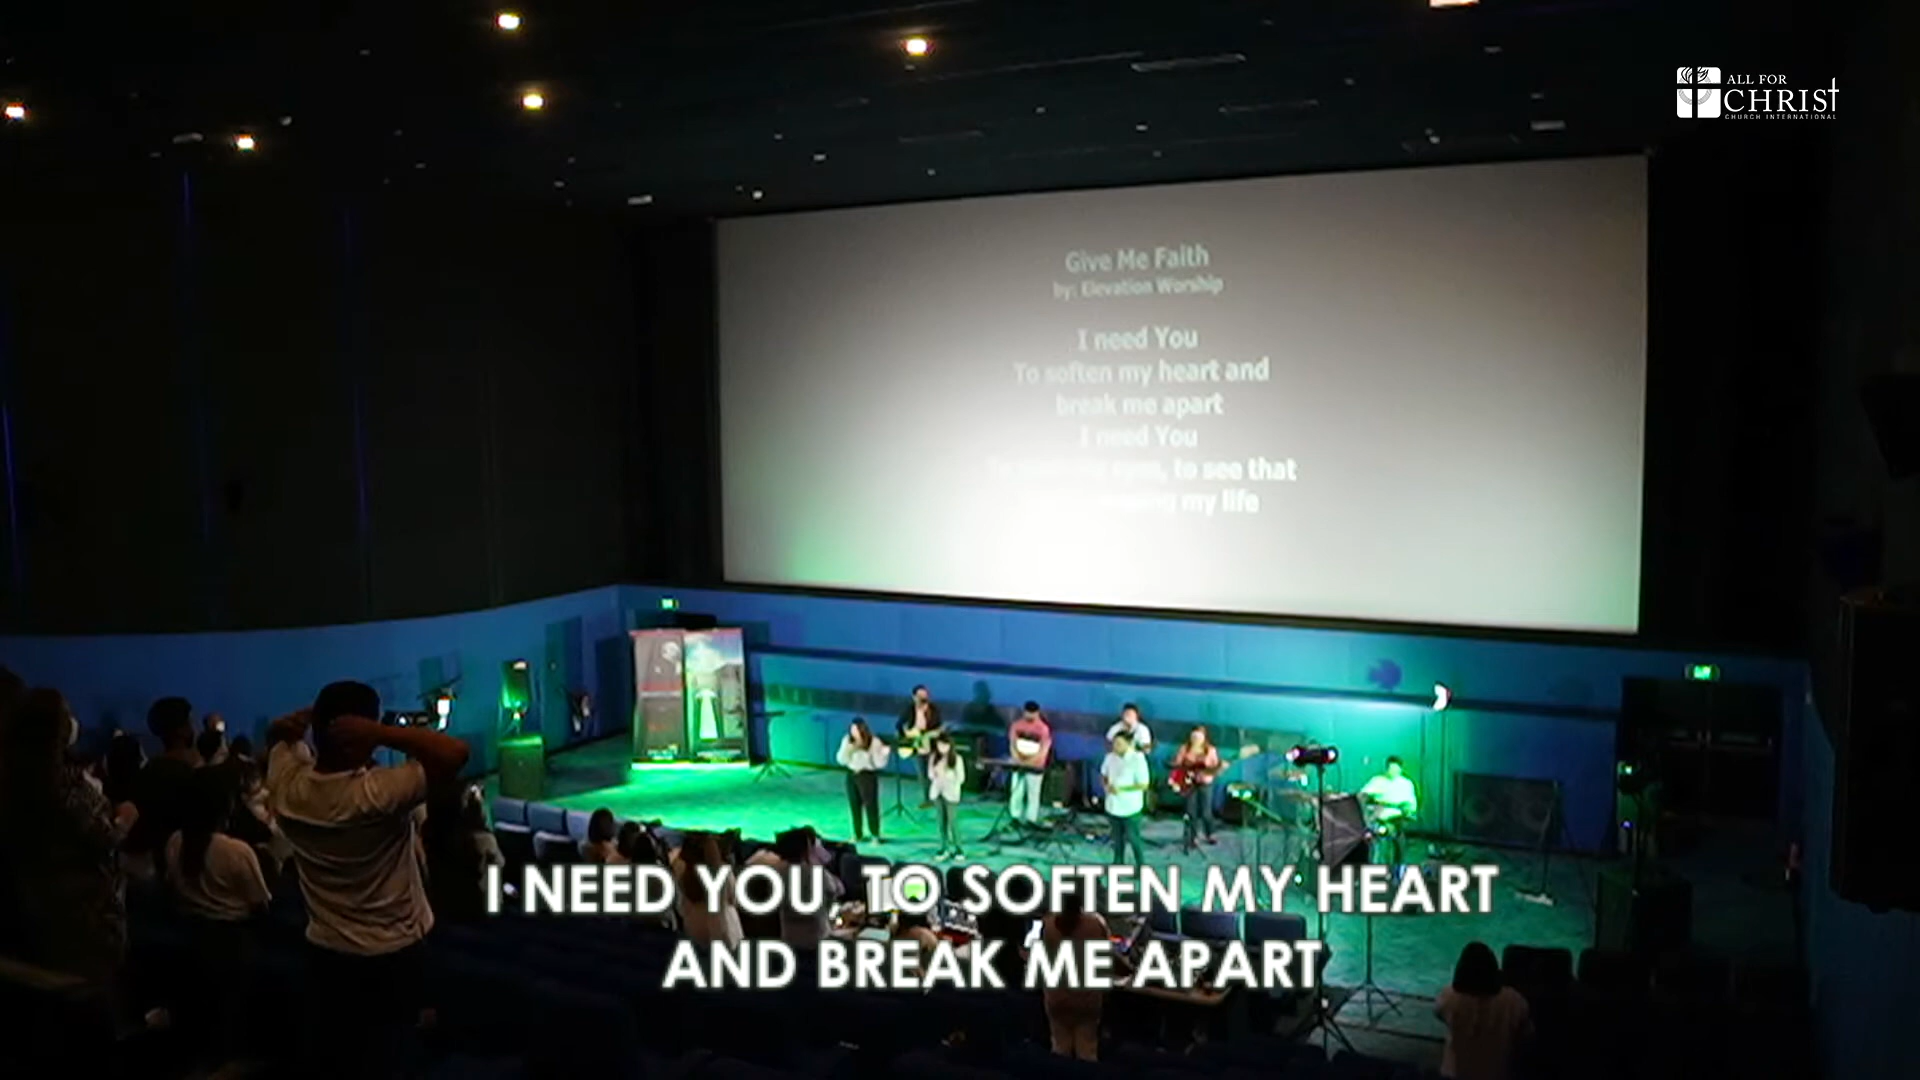 ALL FOR
CHRIST
CHURCH INTERNATIONAL
Give Me Faith
by: Elevation Worship
I need You
To soften my heart and
break me apart
I need You
to see that
my life
I NEED YOU, TO SOFTEN MY HEART
AND BREAK ME APART